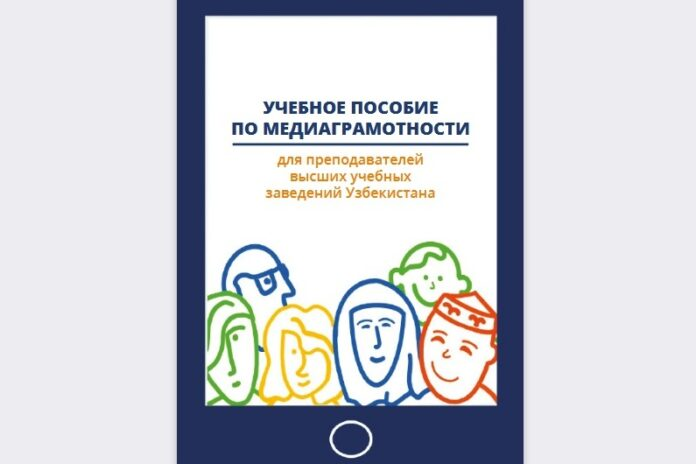 УЧЕБНОЕ ПОСОБИЕ
ПО МЕДИАГРАМОТНОСТИ
для преподавателей
высших учебных
заведений Узбекистана